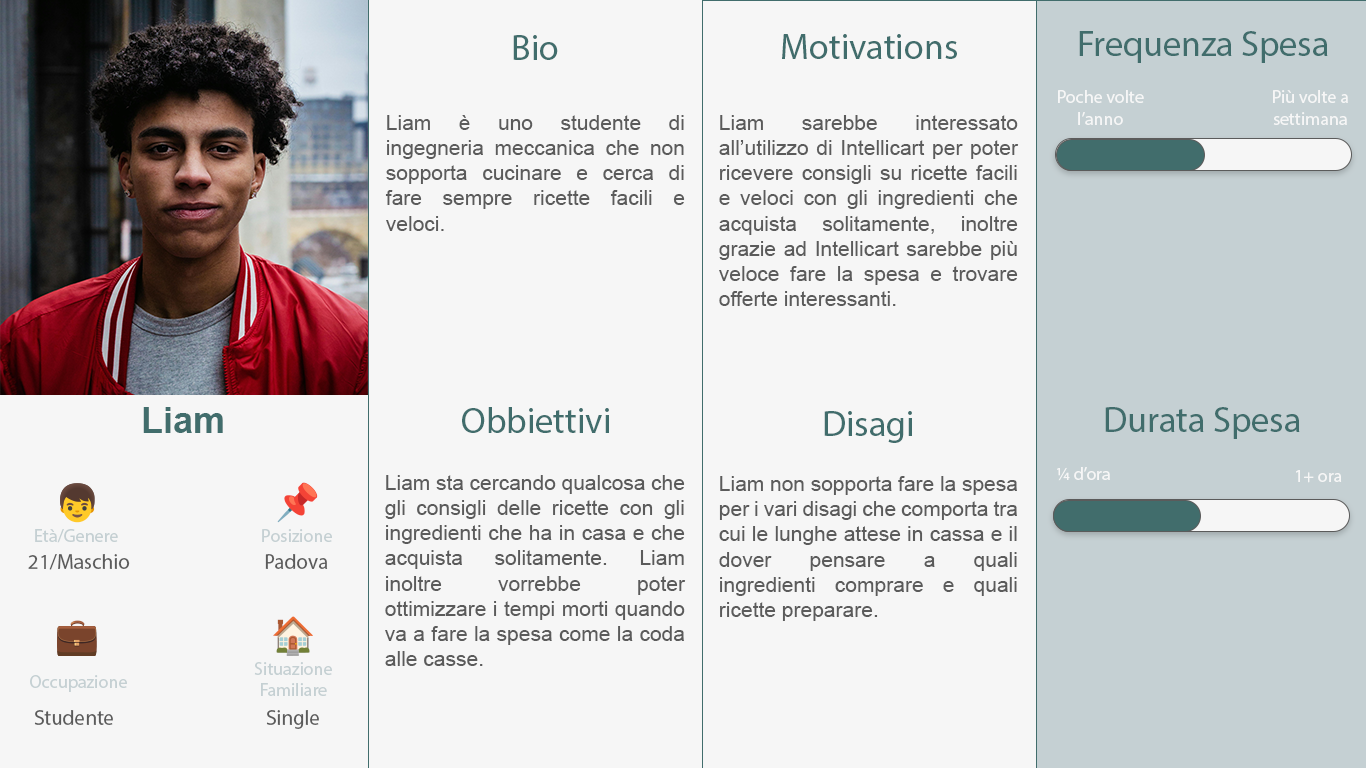 Liam
Età/Genere
21/Maschio
Posizione
Padova
Occupazione
Studente
Situazione
Familiare
Single
Bio
Liam è uno studente di
ingegneria meccanica che non
sopporta cucinare e cerca di
fare sempre ricette facili e
veloci.
Obbiettivi
Liam sta cercando qualcosa che
gli consigli delle ricette con gli
ingredienti che ha in casa e che
acquista solitamente. Liam
inoltre vorrebbe poter
ottimizzare i tempi morti quando
va a fare la spesa come la coda
alle casse.
Motivations
Liam sarebbe interessato
all’utilizzo di Intellicart per poter
ricevere consigli su ricette facili
e veloci con gli ingredienti che
acquista solitamente, inoltre
grazie ad Intellicart sarebbe più
veloce fare la spesa e trovare
offerte interessanti.
Disagi
Liam non sopporta fare la spesa
per i vari disagi che comporta tra
cui le lunghe attese in cassa e il
dover pensare a quali
ingredienti comprare e quali
ricette preparare.
Frequenza Spesa
Poche volte
l’anno
Più volte a
settimana
Durata Spesa
¼ d’ora
1+ ora